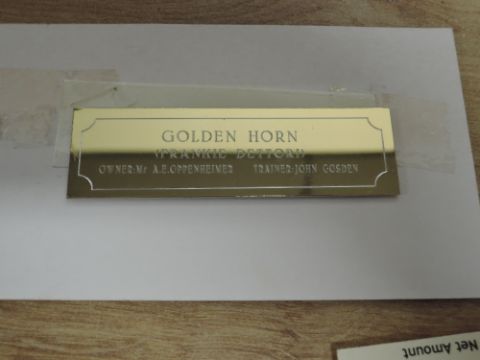 GOLDEN HORN
(FRANKIE DETTORI)
OWNER:Mr A.E.OPPENHEIMER TRAINER:JOHN GOSDEN
Net Amount